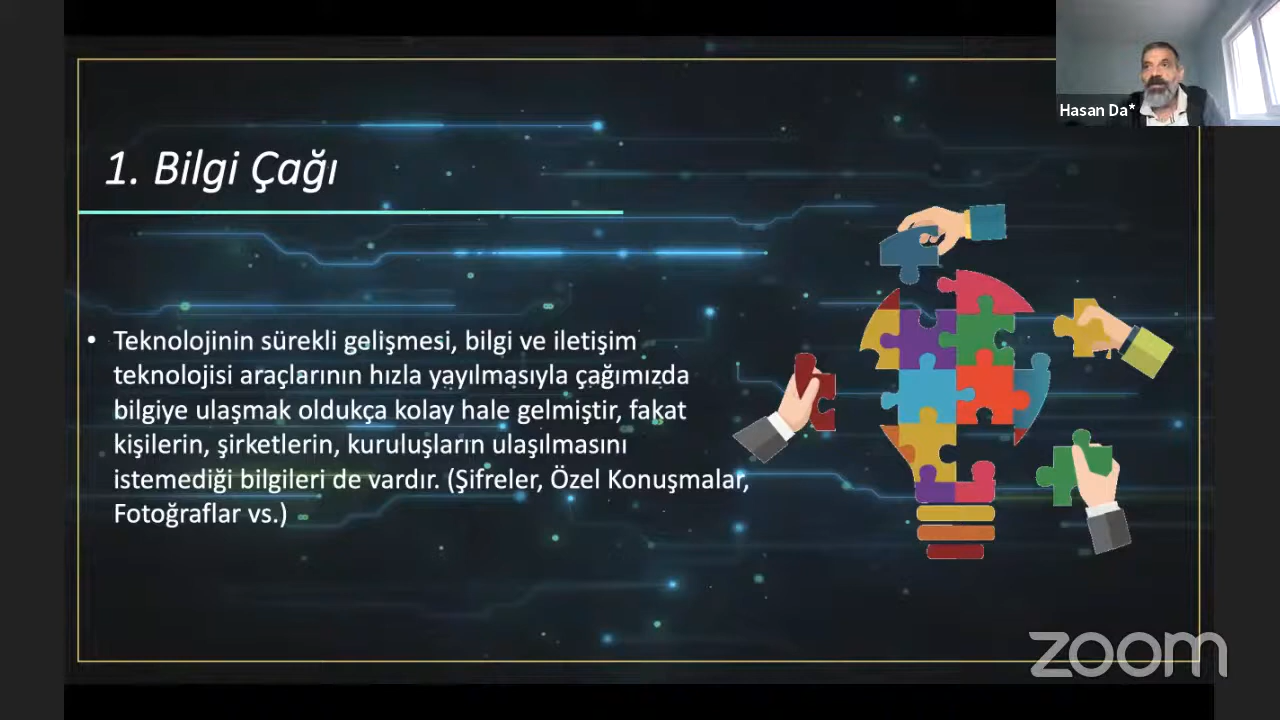 Hasan Da*
1. Bilgi Çağı
• Teknolojinin sürekli gelişmesi, bilgi ve iletişim
teknolojisi araçlarının hızla yayılmasıyla çağımızda
bilgiye ulaşmak oldukça kolay hale gelmiştir, fakat
kişilerin, şirketlerin, kuruluşların ulaşılmasını
istemediği bilgileri de vardır. (Şifreler, Özel Konuşmalar,
Fotoğraflar vs.)
zoom